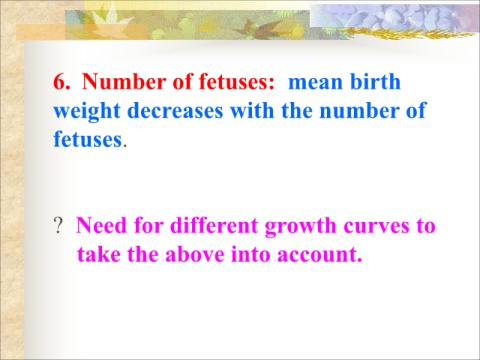 6. Number of fetuses: mean birth
weight decreases with the number of
fetuses.
? Need for different growth curves to
take the above into account.